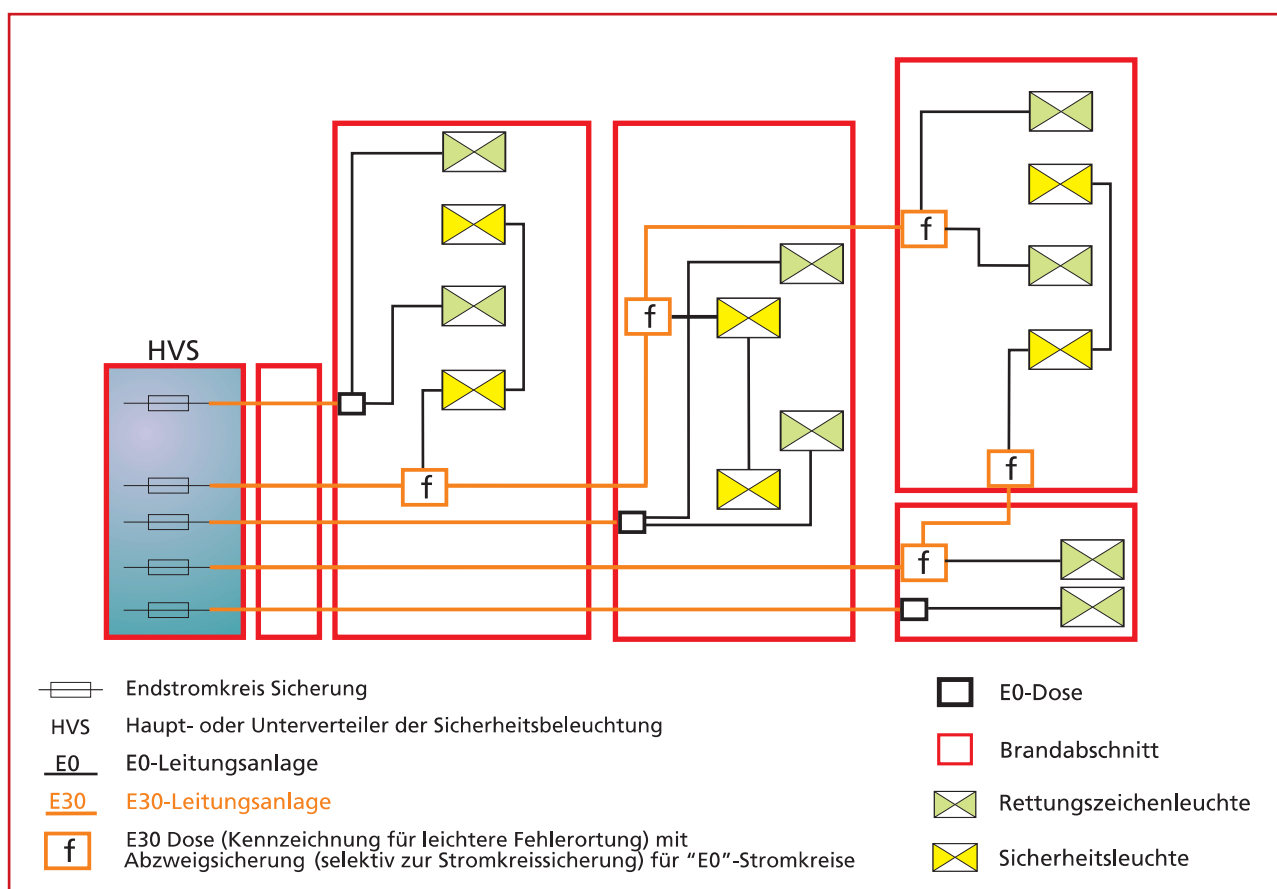 HVS
f
f
f
f
f
Endstromkreis Sicherung
HVS Haupt- oder Unterverteiler der Sicherheitsbeleuchtung
E0 E0-Leitungsanlage
E30 E30-Leitungsanlage
f E30 Dose (Kennzeichnung für leichtere Fehlerortung) mit
Abzweigsicherung (selektiv zur Stromkreissicherung) für "E0"-Stromkreise
E0-Dose
Brandabschnitt
Rettungszeichenleuchte
Sicherheitsleuchte